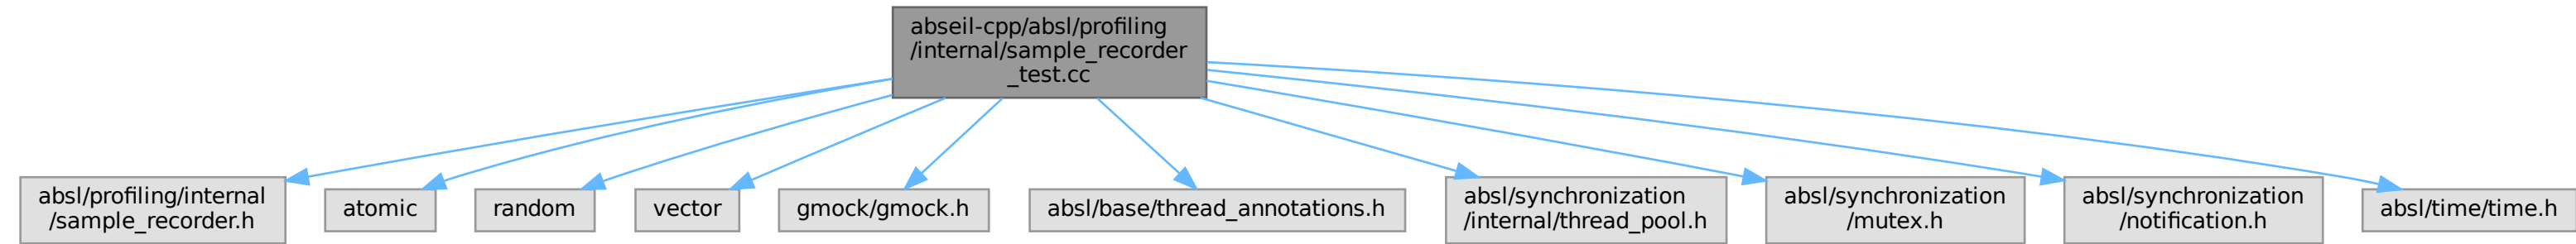 abseil-cpp/absl/profiling
/internal/sample_recorder
_test.cc
absl/profiling/internal
/sample_recorder.h
atomic
random
vector
gmock/gmock.h
absl/base/thread_annotations.h
absl/synchronization
/internal/thread_pool.h
absl/synchronization
/mutex.h
absl/synchronization
/notification.h
absl/time/time.h